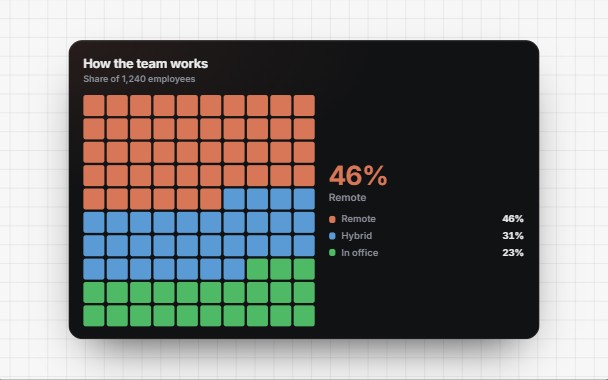 How the team works
Share of 1,240 employees
46%
Remote
Remote 46%
Hybrid 31%
In office 23%